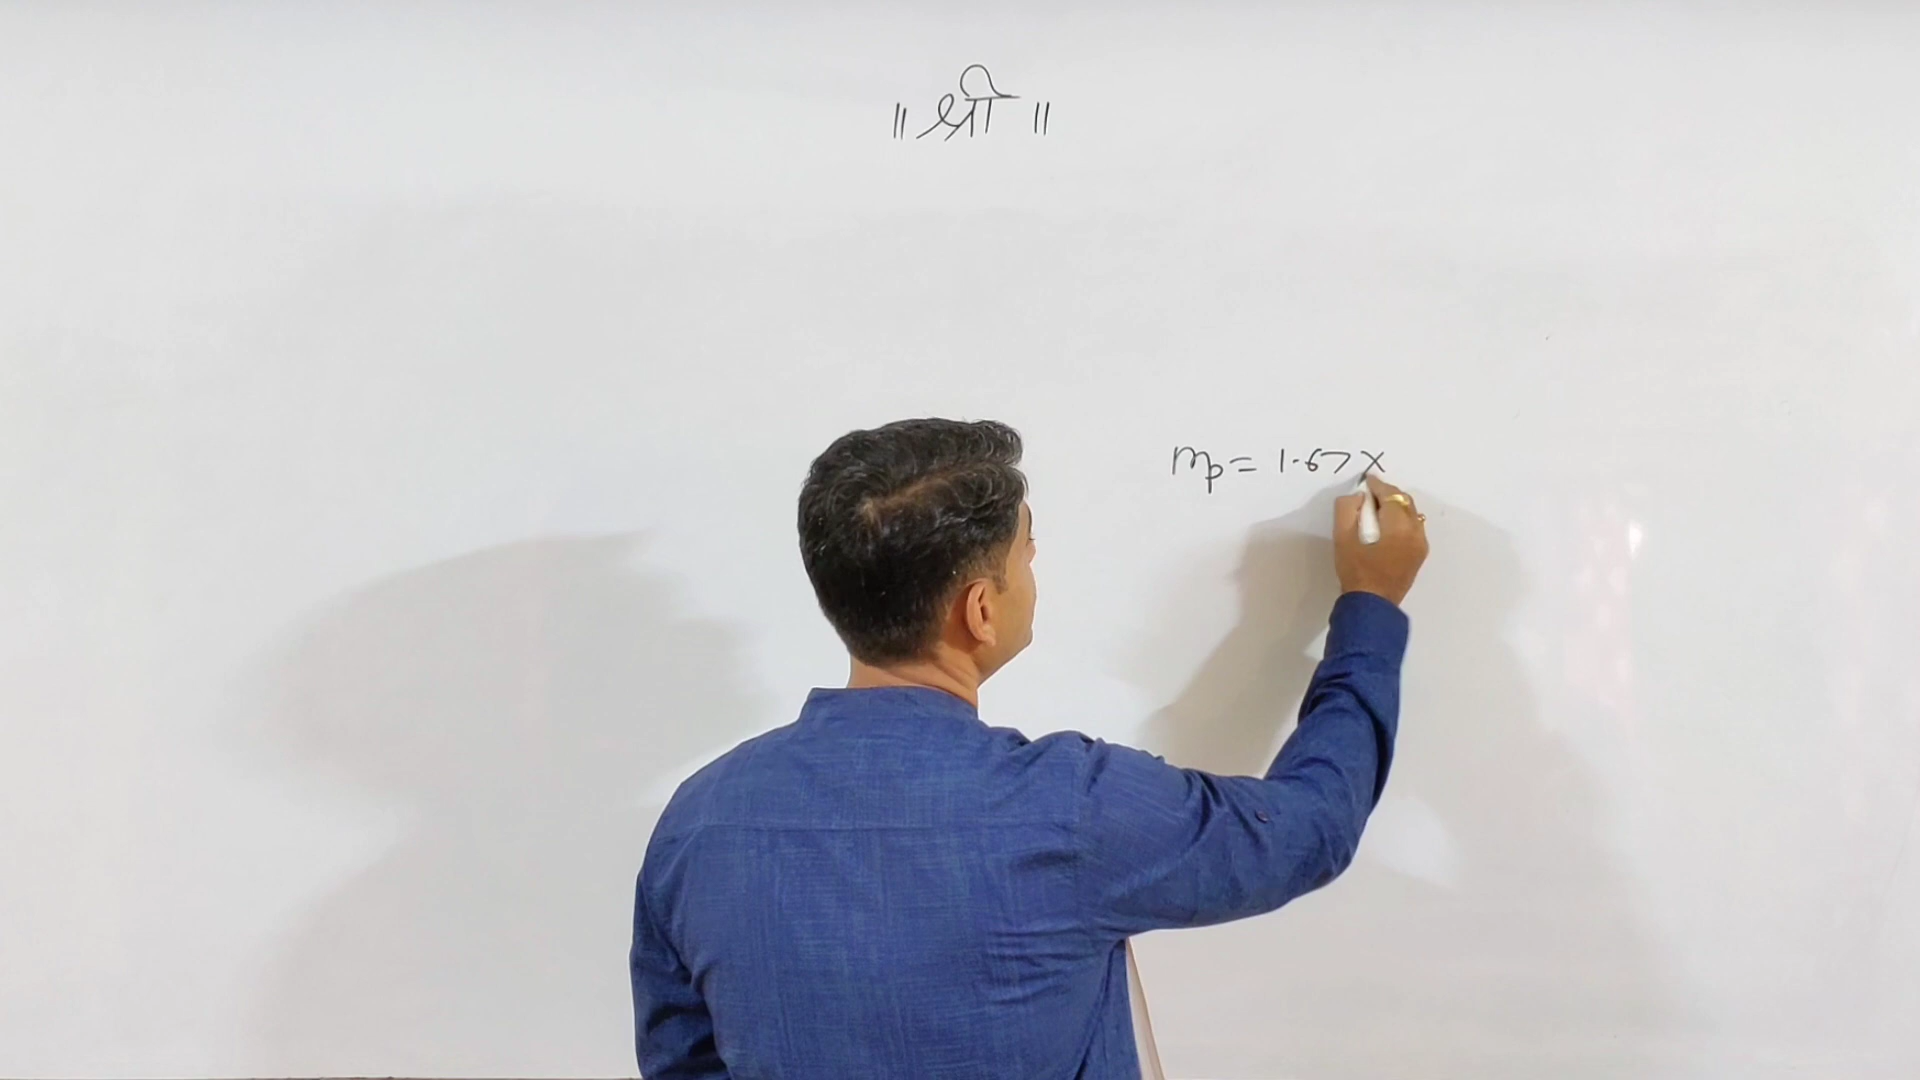 ॥ श्री ॥
mp = 1.67 x